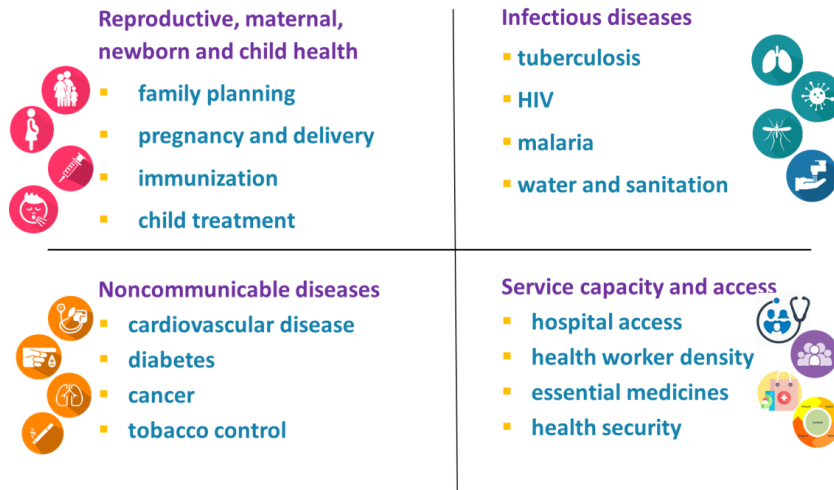 Reproductive, maternal,
newborn and child health
family planning
pregnancy and delivery
immunization
child treatment
Infectious diseases
tuberculosis
HIV
malaria
water and sanitation
Noncommunicable diseases
cardiovascular disease
diabetes
cancer
tobacco control
Service capacity and access
hospital access
health worker density
essential medicines
health security